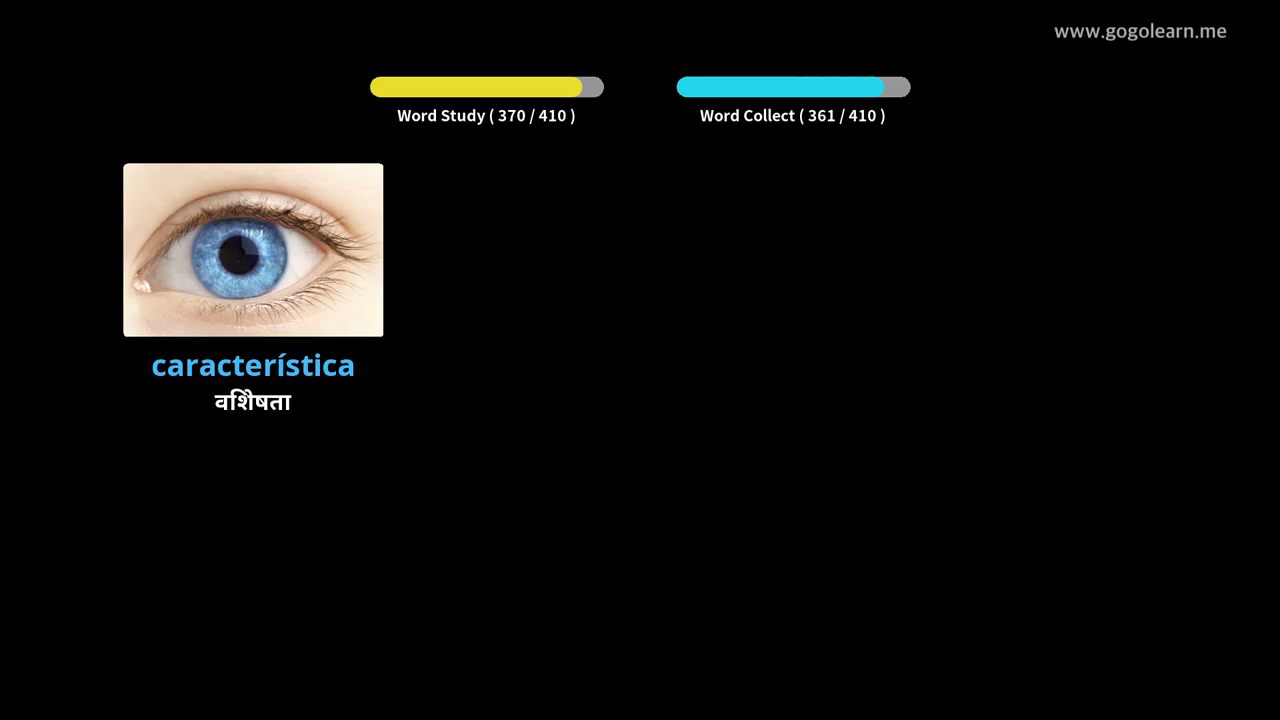 www.gogolearn.me
Word Study ( 370 / 410 )
Word Collect ( 361 / 410 )
característica
वशिेषता